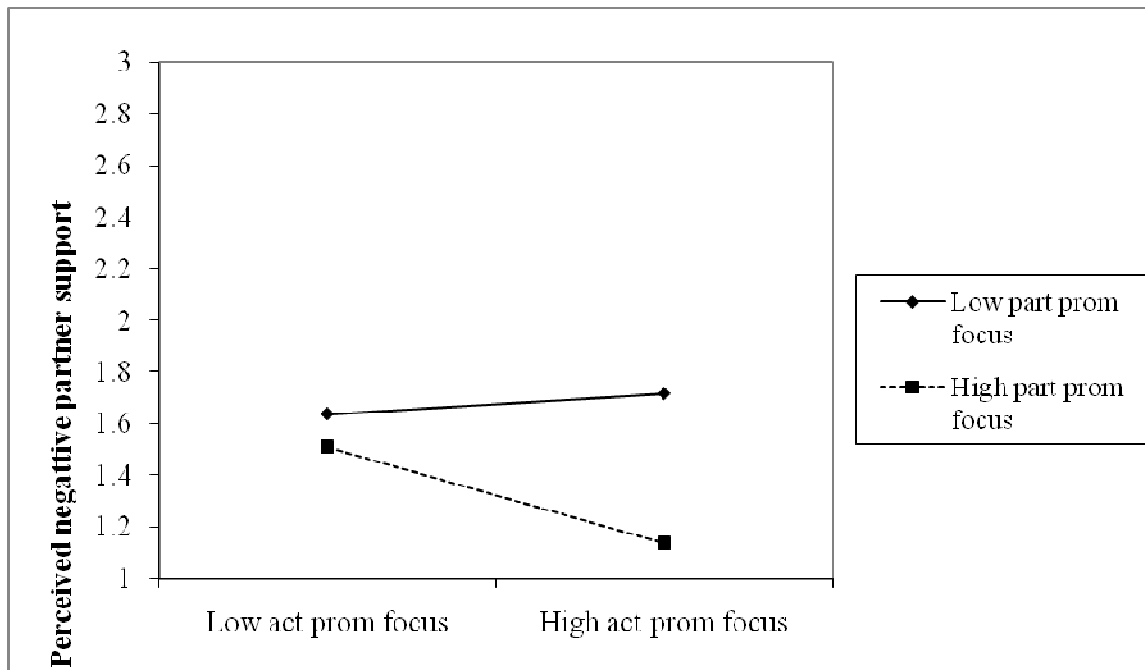 Perceived negattive partner support
3
2.8
2.6
2.4
2.2
2
1.8
1.6
1.4
1.2
1
Low act prom focus
High act prom focus
Low part prom
focus
High part prom
focus